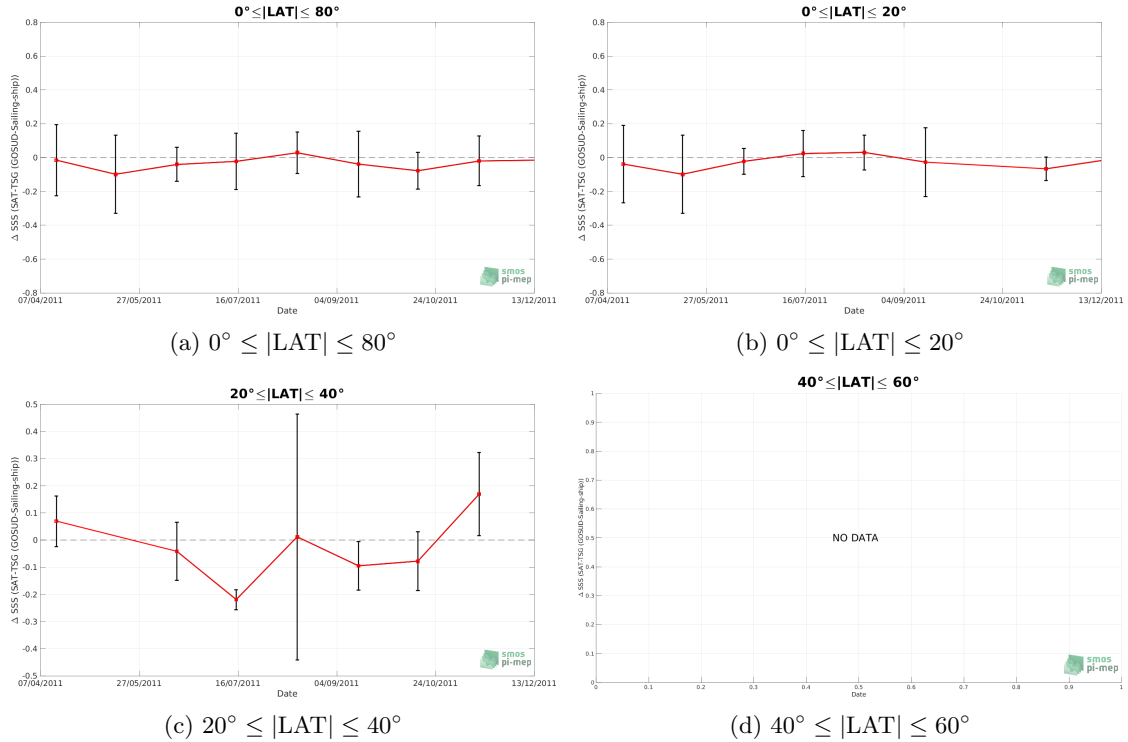 0°≤|LAT|≤ 80°
0.8
0.6
0.4
0.2
0
-0.2
-0.4
-0.6
-0.8
Δ SSS (SAT-TSG (GOSUD-Sailing-ship))
07/04/2011 27/05/2011 16/07/2011 04/09/2011 24/10/2011 13/12/2011
Date
smos
pi-mep
(a) 0° ≤ |LAT| ≤ 80°
0°≤|LAT|≤ 20°
0.8
0.6
0.4
0.2
0
-0.2
-0.4
-0.6
-0.8
Δ SSS (SAT-TSG (GOSUD-Sailing-ship))
07/04/2011 27/05/2011 16/07/2011 04/09/2011 24/10/2011 13/12/2011
Date
smos
pi-mep
(b) 0° ≤ |LAT| ≤ 20°
20°≤|LAT|≤ 40°
0.5
0.4
0.3
0.2
0.1
0
-0.1
-0.2
-0.3
-0.4
-0.5
Δ SSS (SAT-TSG (GOSUD-Sailing-ship))
07/04/2011 27/05/2011 16/07/2011 04/09/2011 24/10/2011 13/12/2011
Date
smos
pi-mep
(c) 20° ≤ |LAT| ≤ 40°
40°≤|LAT|≤ 60°
1
0.9
0.8
0.7
0.6
0.5
0.4
0.3
0.2
0.1
0
Δ SSS (SAT-TSG (GOSUD-Sailing-ship))
NO DATA
0 0.1 0.2 0.3 0.4 0.5 0.6 0.7 0.8 0.9 1
Date
smos
pi-mep
(d) 40° ≤ |LAT| ≤ 60°